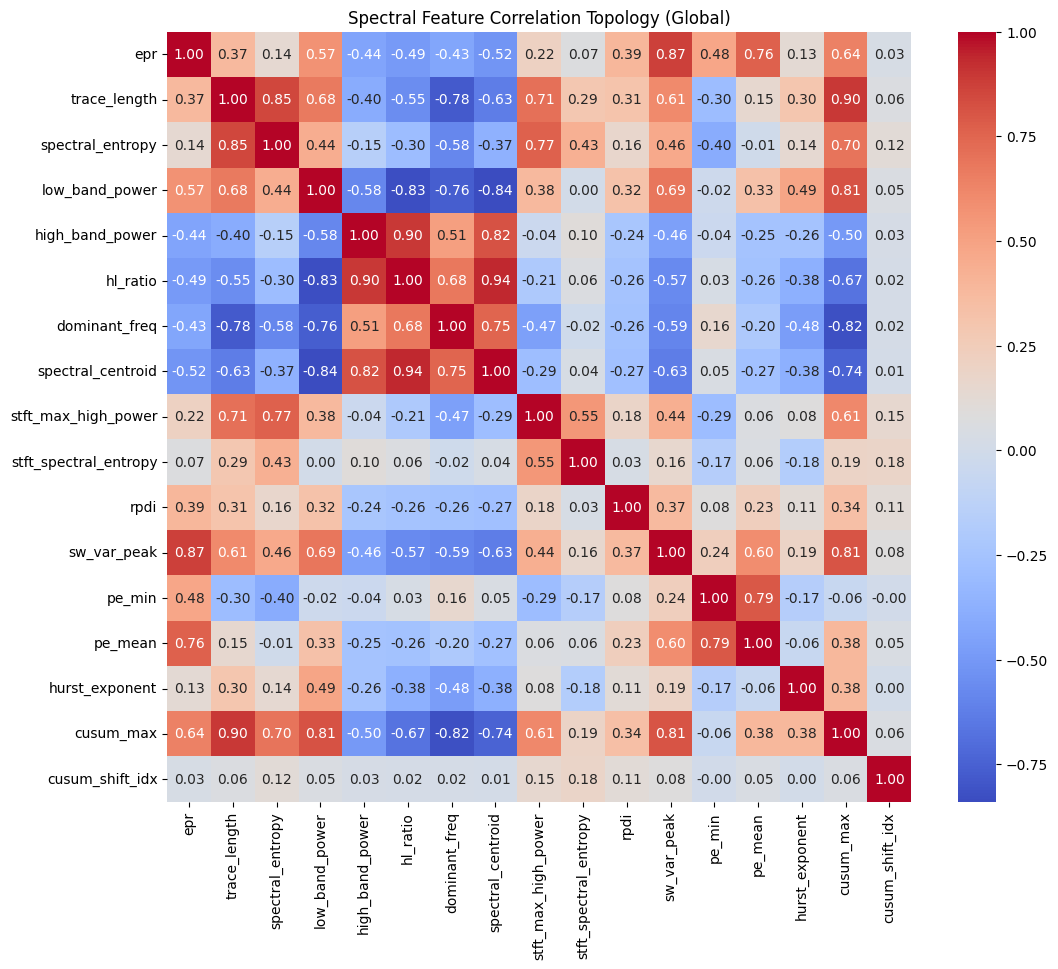 Spectral Feature Correlation Topology (Global)
epr 1.00 0.37 0.14 0.57 -0.44 -0.49 -0.43 -0.52 0.22 0.07 0.39 0.87 0.48 0.76 0.13 0.64 0.03
trace_length 0.37 1.00 0.85 0.68 -0.40 -0.55 -0.78 -0.63 0.71 0.29 0.31 0.61 -0.30 0.15 0.30 0.90 0.06
spectral_entropy 0.14 0.85 1.00 0.44 -0.15 -0.30 -0.58 -0.37 0.77 0.43 0.16 0.46 -0.40 -0.01 0.14 0.70 0.12
low_band_power 0.57 0.68 0.44 1.00 -0.58 -0.83 -0.76 -0.84 0.38 0.00 0.32 0.69 -0.02 0.33 0.49 0.81 0.05
high_band_power -0.44 -0.40 -0.15 -0.58 1.00 0.90 0.51 0.82 -0.04 0.10 -0.24 -0.46 -0.04 -0.25 -0.26 -0.50 0.03
hl_ratio -0.49 -0.55 -0.30 -0.83 0.90 1.00 0.68 0.94 -0.21 0.06 -0.26 -0.57 0.03 -0.26 -0.38 -0.67 0.02
dominant_freq -0.43 -0.78 -0.58 -0.76 0.51 0.68 1.00 0.75 -0.47 -0.02 -0.26 -0.59 0.16 -0.20 -0.48 -0.82 0.02
spectral_centroid -0.52 -0.63 -0.37 -0.84 0.82 0.94 0.75 1.00 -0.29 0.04 -0.27 -0.63 0.05 -0.27 -0.38 -0.74 0.01
stft_max_high_power 0.22 0.71 0.77 0.38 -0.04 -0.21 -0.47 -0.29 1.00 0.55 0.18 0.44 -0.29 0.06 0.08 0.61 0.15
stft_spectral_entropy 0.07 0.29 0.43 0.00 0.10 0.06 -0.02 0.04 0.55 1.00 0.03 0.16 -0.17 0.06 -0.18 0.19 0.18
rpdi 0.39 0.31 0.16 0.32 -0.24 -0.26 -0.26 -0.27 0.18 0.03 1.00 0.37 0.08 0.23 0.11 0.34 0.11
sw_var_peak 0.87 0.61 0.46 0.69 -0.46 -0.57 -0.59 -0.63 0.44 0.16 0.37 1.00 0.24 0.60 0.19 0.81 0.08
pe_min 0.48 -0.30 -0.40 -0.02 -0.04 0.03 0.16 0.05 -0.29 -0.17 0.08 0.24 1.00 0.79 -0.17 -0.06 -0.00
pe_mean 0.76 0.15 -0.01 0.33 -0.25 -0.26 -0.20 -0.27 0.06 0.06 0.23 0.60 0.79 1.00 -0.06 0.38 0.05
hurst_exponent 0.13 0.30 0.14 0.49 -0.26 -0.38 -0.48 -0.38 0.08 -0.18 0.11 0.19 -0.17 -0.06 1.00 0.38 0.00
cusum_max 0.64 0.90 0.70 0.81 -0.50 -0.67 -0.82 -0.74 0.61 0.19 0.34 0.81 -0.06 0.38 0.38 1.00 0.06
cusum_shift_idx 0.03 0.06 0.12 0.05 0.03 0.02 0.02 0.01 0.15 0.18 0.11 0.08 -0.00 0.05 0.00 0.06 1.00
epr
trace_length
spectral_entropy
low_band_power
high_band_power
hl_ratio
dominant_freq
spectral_centroid
stft_max_high_power
stft_spectral_entropy
rpdi
sw_var_peak
pe_min
pe_mean
hurst_exponent
cusum_max
cusum_shift_idx
1.00
0.75
0.50
0.25
0.00
−0.25
−0.50
−0.75